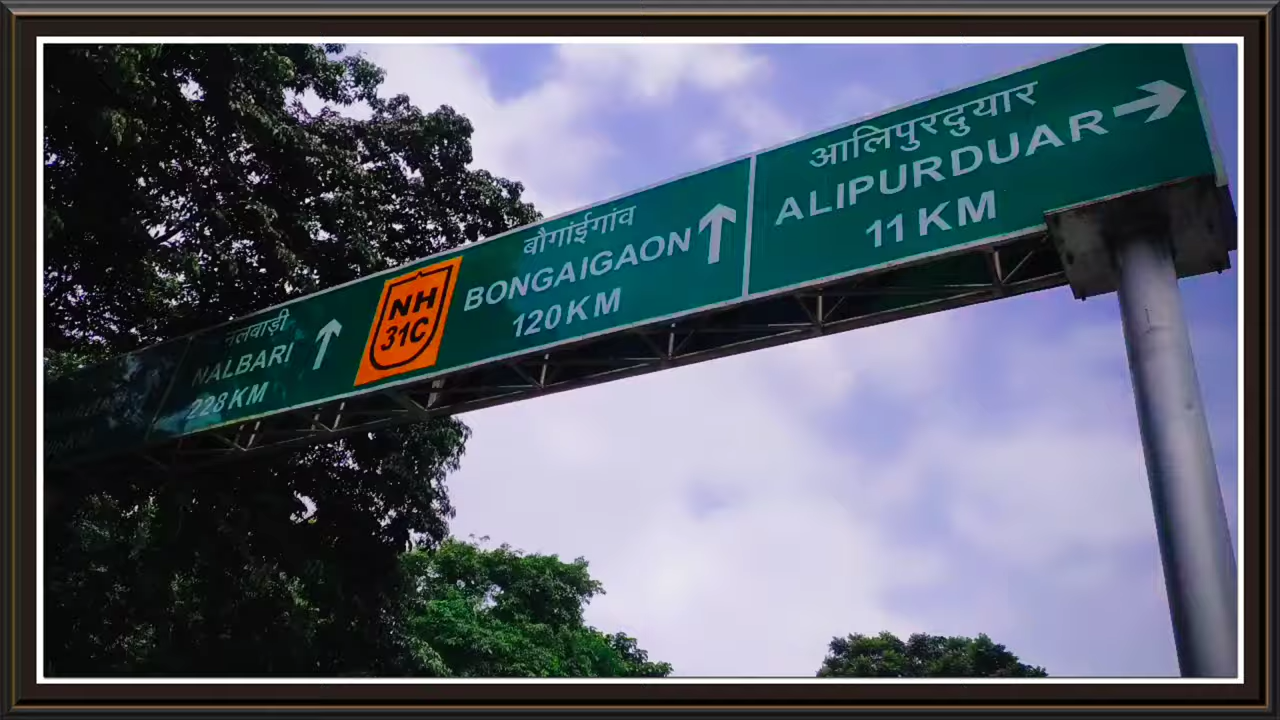 नलबाड़ी
NALBARI
228 KM
NH
31C
बौगांईगांव
BONGAIGAON
120 KM
आलिपुरदुयार
ALIPURDUAR
11 KM